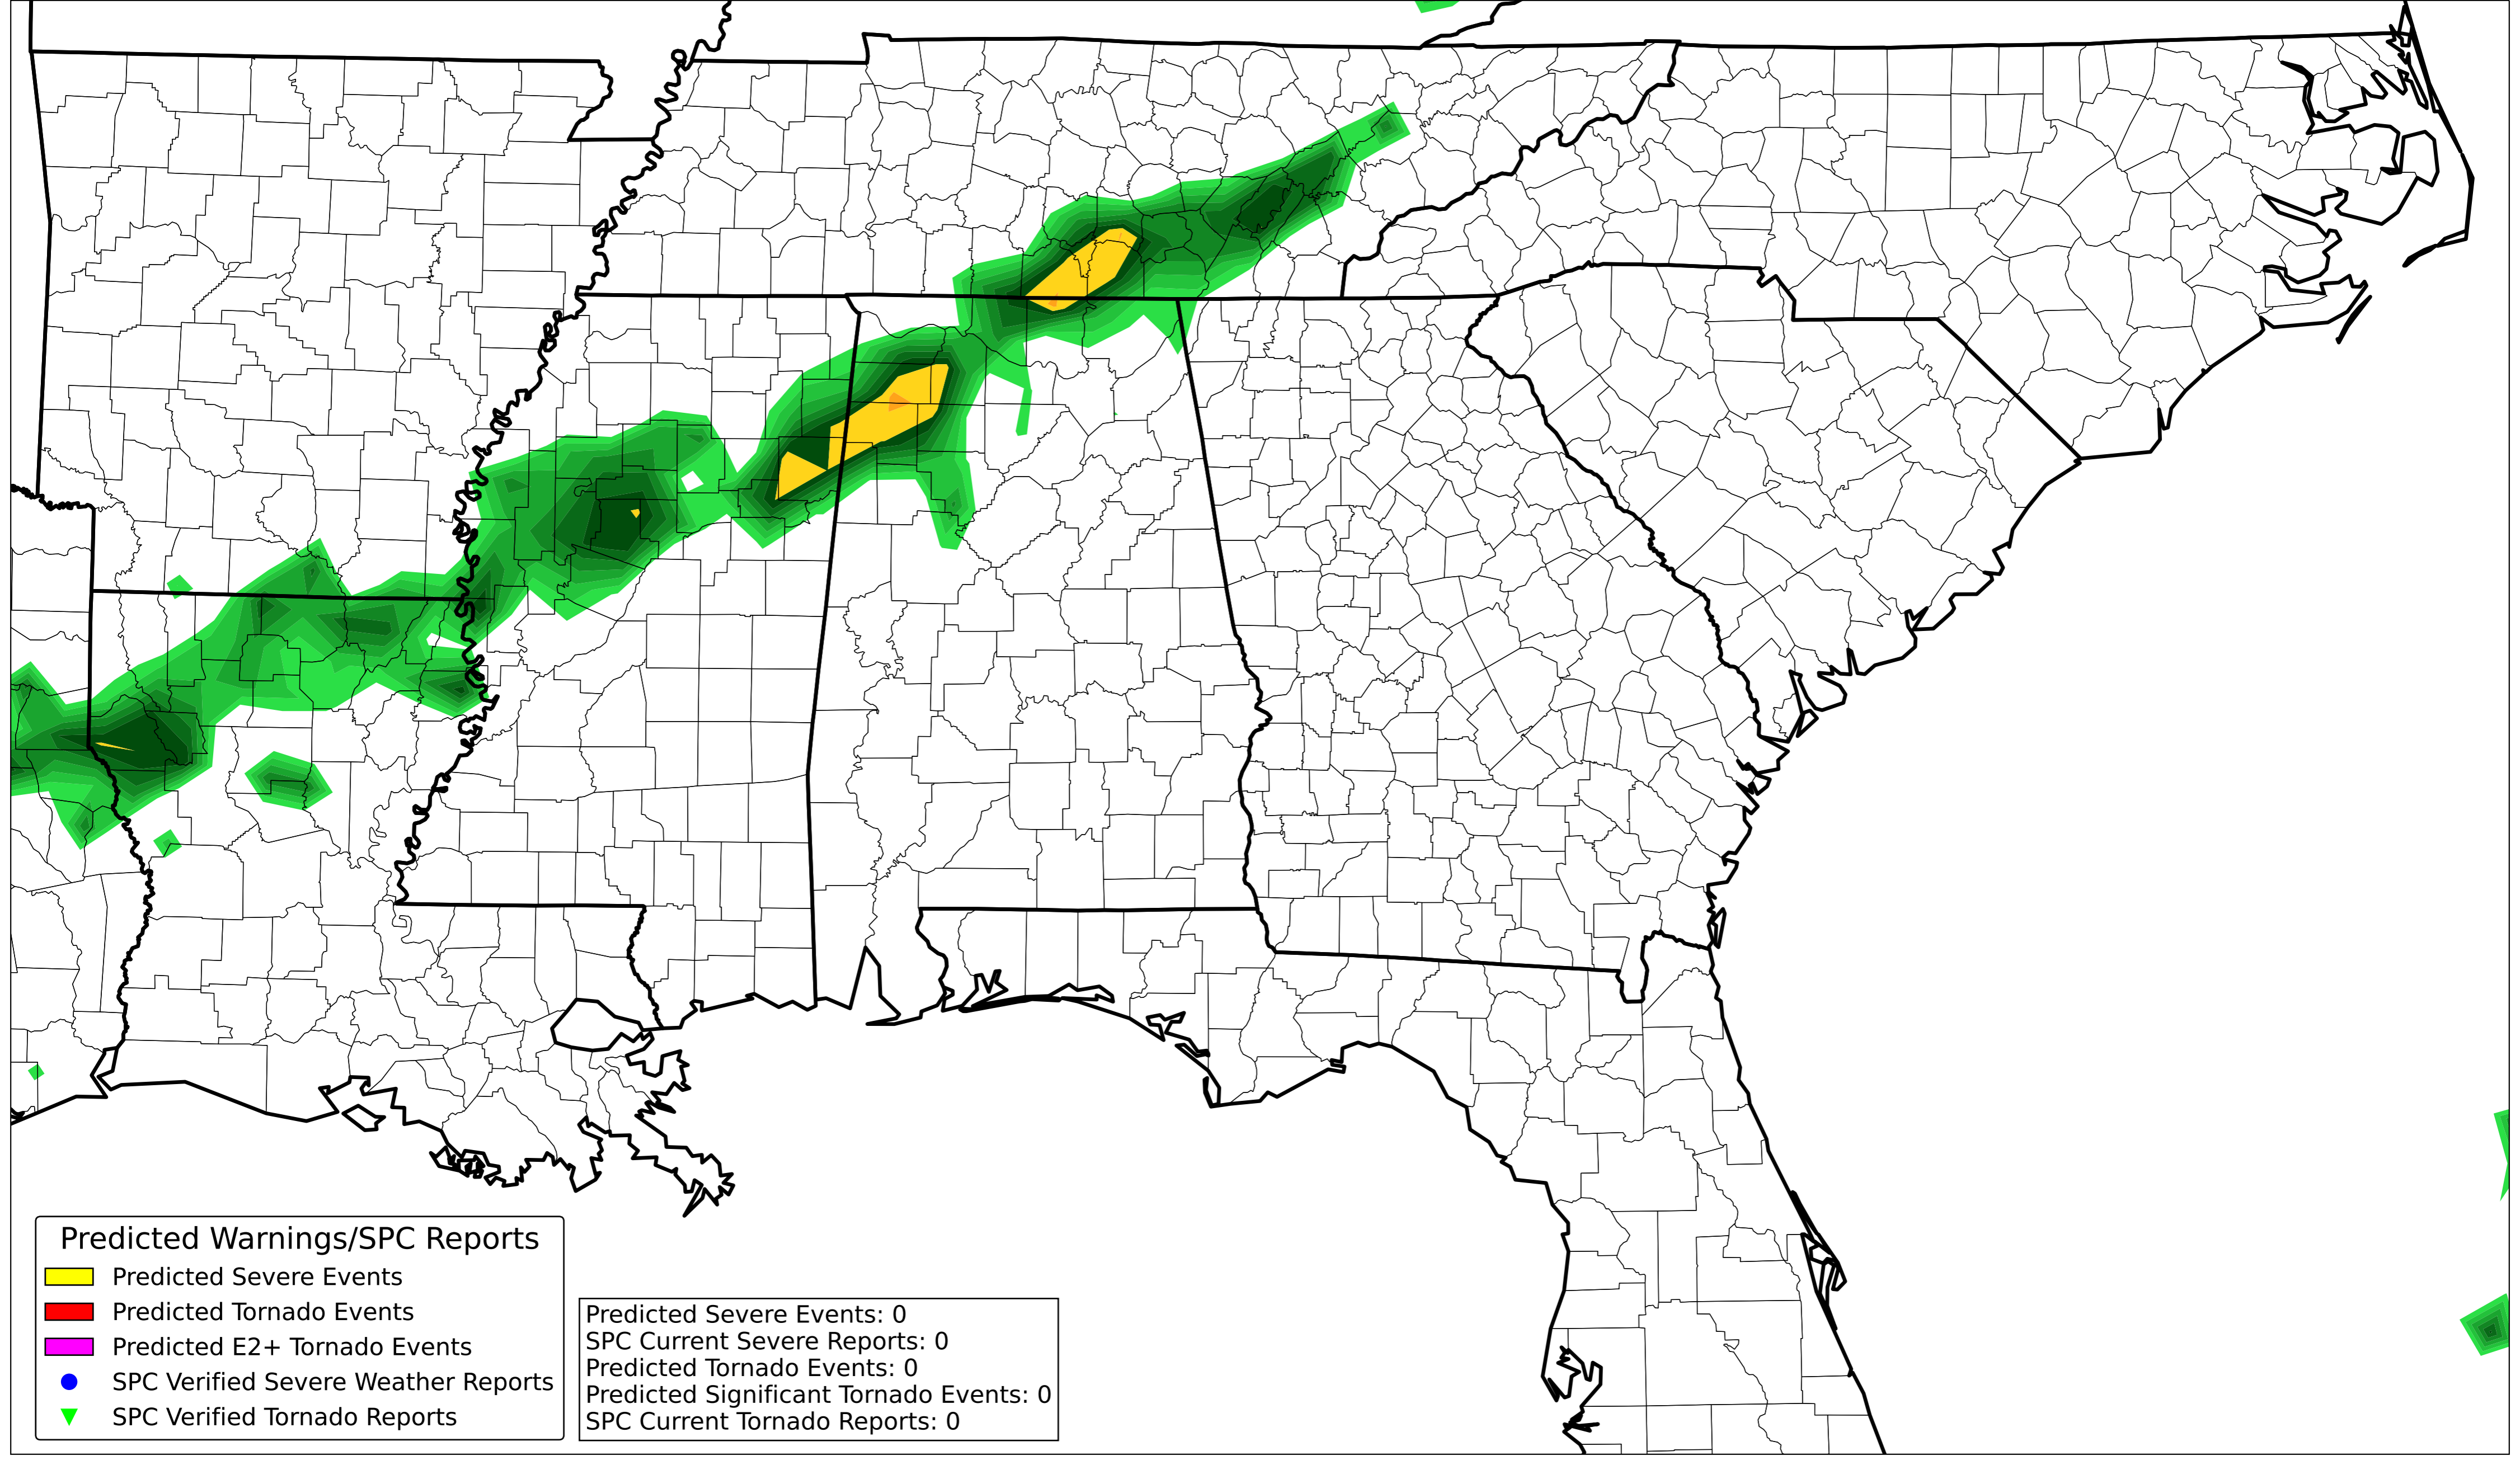 Predicted Warnings/SPC Reports
Predicted Severe Events
Predicted Tornado Events
Predicted E2+ Tornado Events
SPC Verified Severe Weather Reports
SPC Verified Tornado Reports
Predicted Severe Events: 0
SPC Current Severe Reports: 0
Predicted Tornado Events: 0
Predicted Significant Tornado Events: 0
SPC Current Tornado Reports: 0